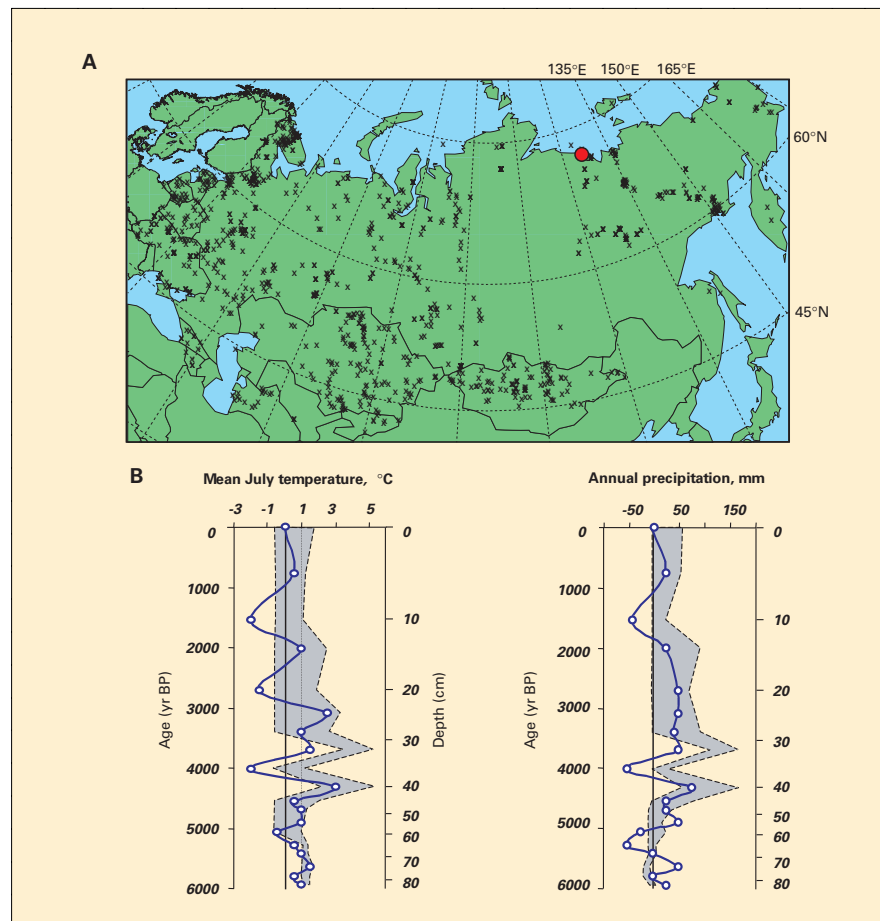 A
135°E 150°E 165°E
60°N
45°N
B
Mean July temperature, °C
-3 -1 1 3 5
0
1000
2000
3000
4000
5000
6000
Age (yr BP)
0
10
20
30
40
50
60
70
80
Depth (cm)
Annual precipitation, mm
-50 50 150
0
1000
2000
3000
4000
5000
6000
Age (yr BP)
0
10
20
30
40
50
60
70
80